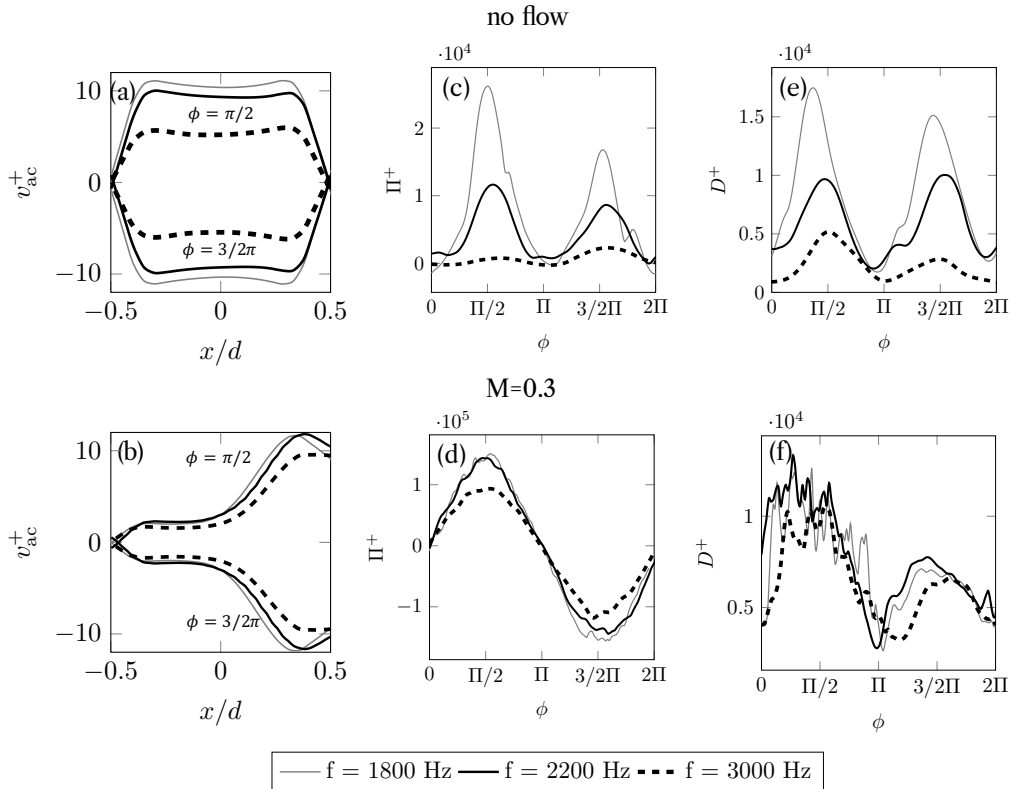 no flow
(a)
ϕ = π/2
ϕ = 3/2π
10
0
−10
−0.5
0
0.5
v⁺ac
x/d
·10⁴
(c)
2
1
0
0
Π/2
Π
3/2Π
2Π
Π⁺
ϕ
·10⁴
(e)
1.5
1
0.5
0
0
Π/2
Π
3/2Π
2Π
D⁺
ϕ
M=0.3
(b)
ϕ = π/2
ϕ = 3/2π
10
0
−10
−0.5
0
0.5
v⁺ac
x/d
·10⁵
(d)
1
0
−1
0
Π/2
Π
3/2Π
2Π
Π⁺
ϕ
·10⁴
(f)
1
0.5
0
Π/2
Π
3/2Π
2Π
D⁺
ϕ
f = 1800 Hz f = 2200 Hz f = 3000 Hz